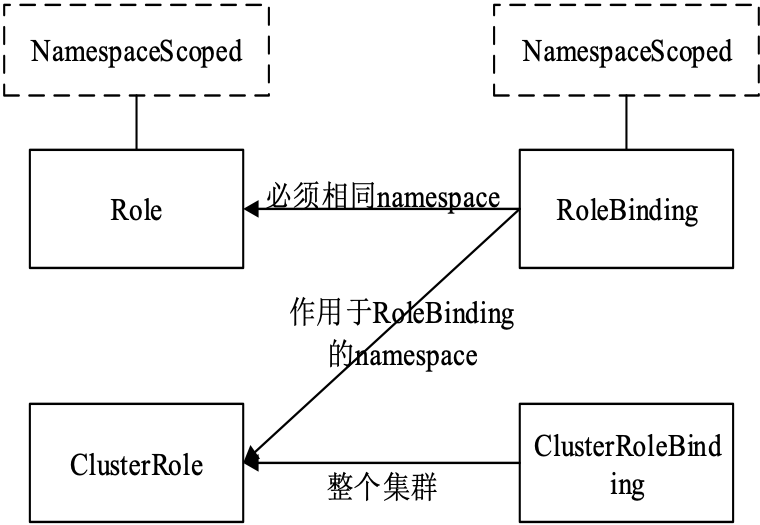 NamespaceScoped
NamespaceScoped
Role
必须相同namespace
RoleBinding
作用于RoleBinding
的namespace
ClusterRole
整个集群
ClusterRoleBind
ing